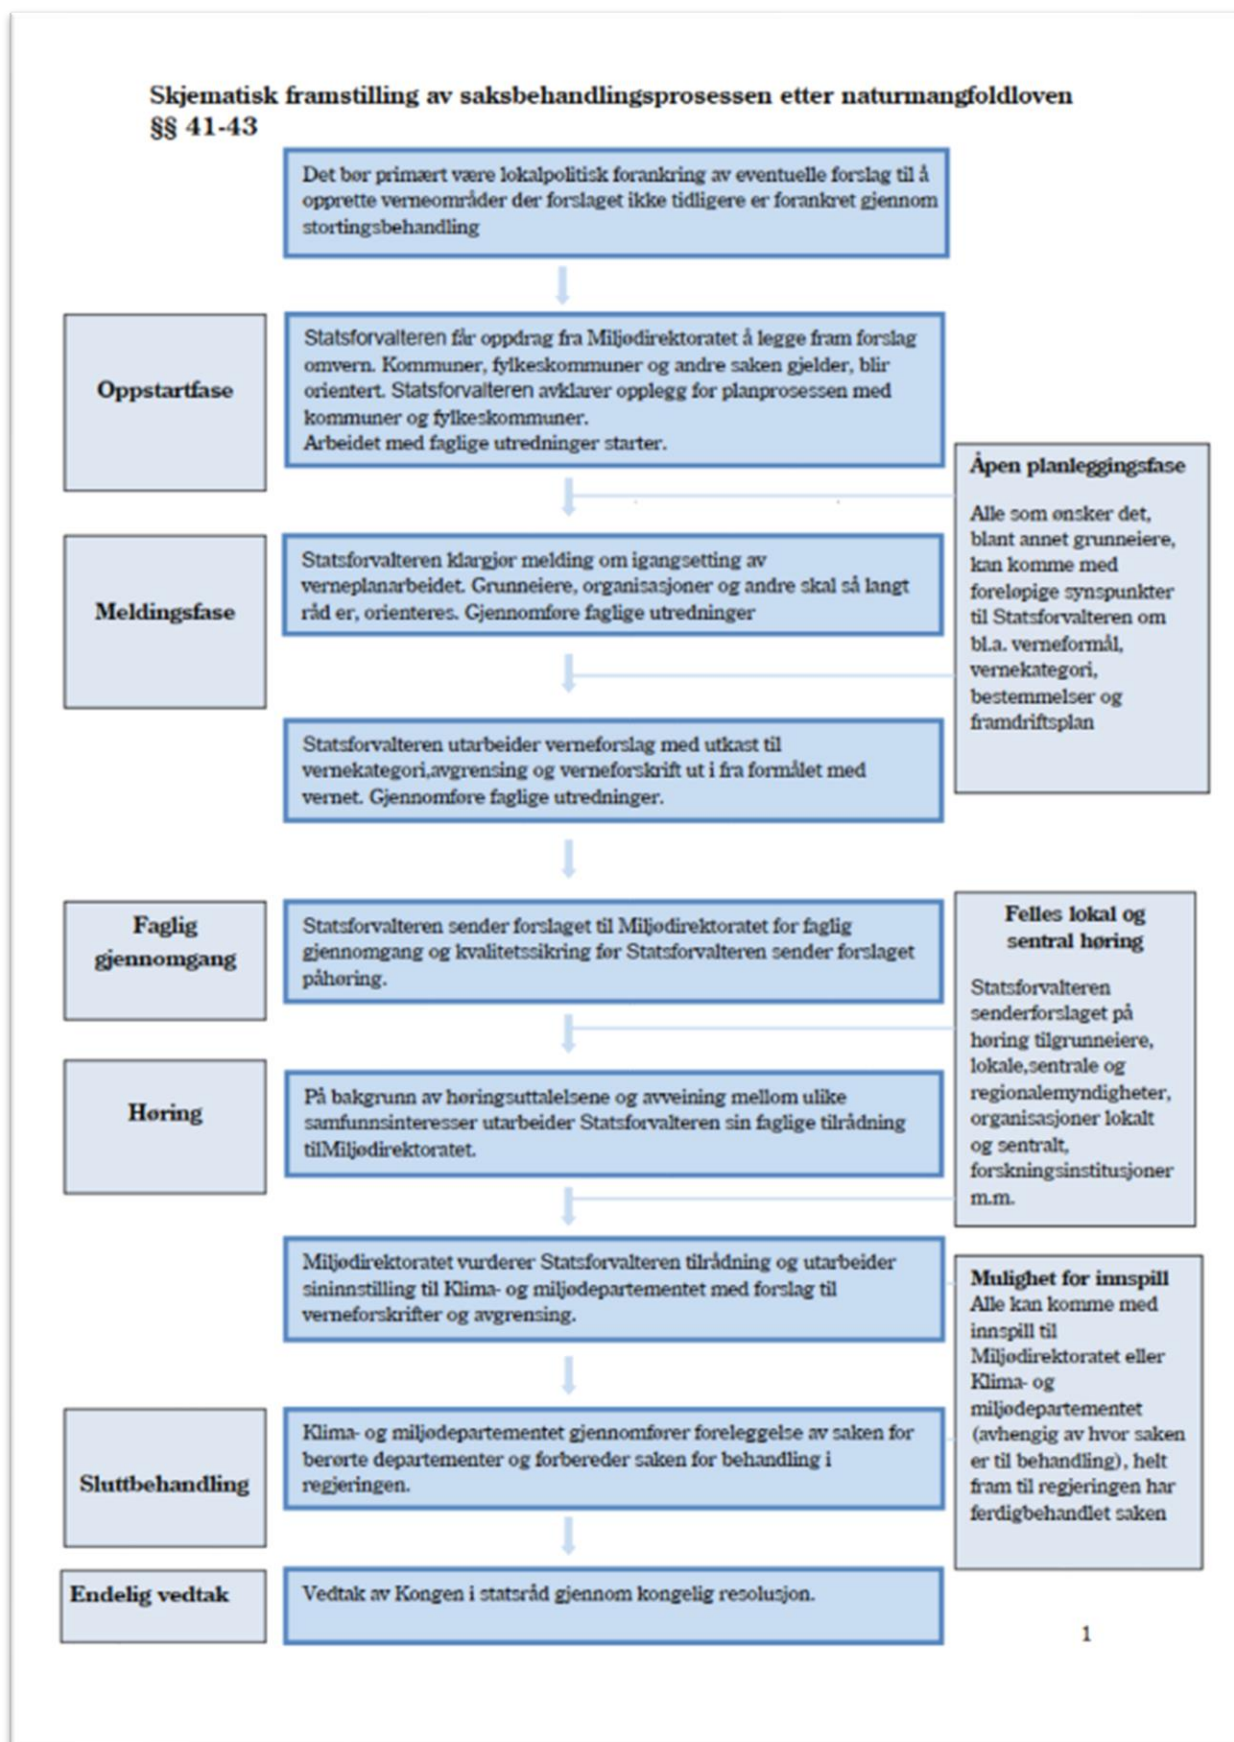 Skjematisk framstilling av saksbehandlingsprosessen etter naturmangfoldloven
§§ 41-43
Det bør primært være lokalpolitisk forankring av eventuelle forslag til å
opprette verneområder der forslaget ikke tidligere er forankret gjennom
stortingsbehandling
Oppstartfase
Statsforvalteren får oppdrag fra Miljødirektoratet å legge fram forslag
omvern. Kommuner, fylkeskommuner og andre saken gjelder, blir
orientert. Statsforvalteren avklarer opplegg for planprosessen med
kommuner og fylkeskommuner.
Arbeidet med faglige utredninger starter.
Åpen planleggingsfase
Alle som ønsker det,
blant annet grunneiere,
kan komme med
foreløpige synspunkter
til Statsforvalteren om
bl.a. verneformål,
vernekategori,
bestemmelser og
framdriftsplan
Meldingsfase
Statsforvalteren klargjør melding om igangsetting av
verneplanarbeidet. Grunneiere, organisasjoner og andre skal så langt
råd er, orienteres. Gjennomføre faglige utredninger
Statsforvalteren utarbeider verneforslag med utkast til
vernekategori,avgrensing og verneforskrift ut i fra formålet med
vernet. Gjennomføre faglige utredninger.
Faglig
gjennomgang
Statsforvalteren sender forslaget til Miljødirektoratet for faglig
gjennomgang og kvalitetssikring før Statsforvalteren sender forslaget
påhøring.
Felles lokal og
sentral høring
Statsforvalteren
senderforslaget på
høring tilgrunneiere,
lokale,sentrale og
regionalemyndigheter,
organisasjoner lokalt
og sentralt,
forskningsinstitusjoner
m.m.
Høring
På bakgrunn av høringsuttalelsene og avveining mellom ulike
samfunnsinteresser utarbeider Statsforvalteren sin faglige tilrådning
tilMiljødirektoratet.
Miljødirektoratet vurderer Statsforvalteren tilrådning og utarbeider
sininnstilling til Klima- og miljødepartementet med forslag til
verneforskrifter og avgrensing.
Mulighet for innspill
Alle kan komme med
innspill til
Miljødirektoratet eller
Klima- og
miljødepartementet
(avhengig av hvor saken
er til behandling), helt
fram til regjeringen har
ferdigbehandlet saken
Sluttbehandling
Klima- og miljødepartementet gjennomfører foreleggelse av saken for
berørte departementer og forbereder saken for behandling i
regjeringen.
Endelig vedtak
Vedtak av Kongen i statsråd gjennom kongelig resolusjon.
1